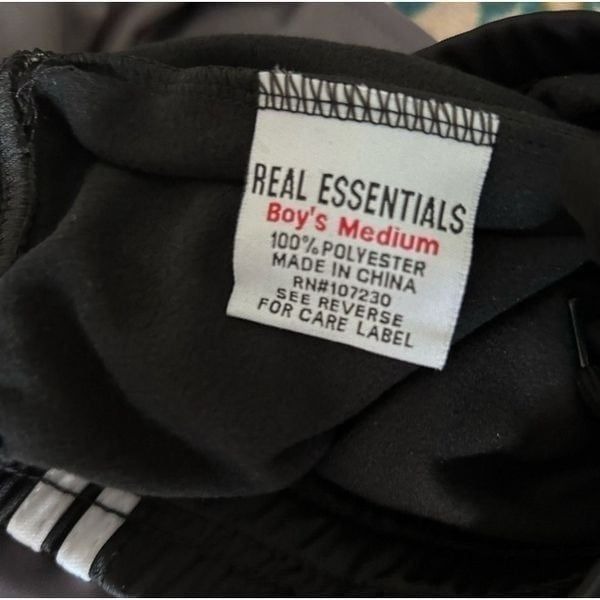 REAL ESSENTIALS
Boy's Medium
100% POLYESTER
MADE IN CHINA
RN#107230
SEE REVERSE
FOR CARE LABEL